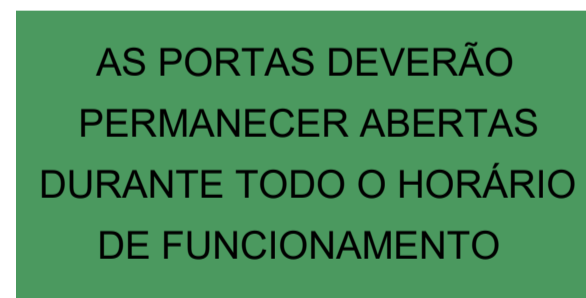 AS PORTAS DEVERÃO
PERMANECER ABERTAS
DURANTE TODO O HORÁRIO
DE FUNCIONAMENTO